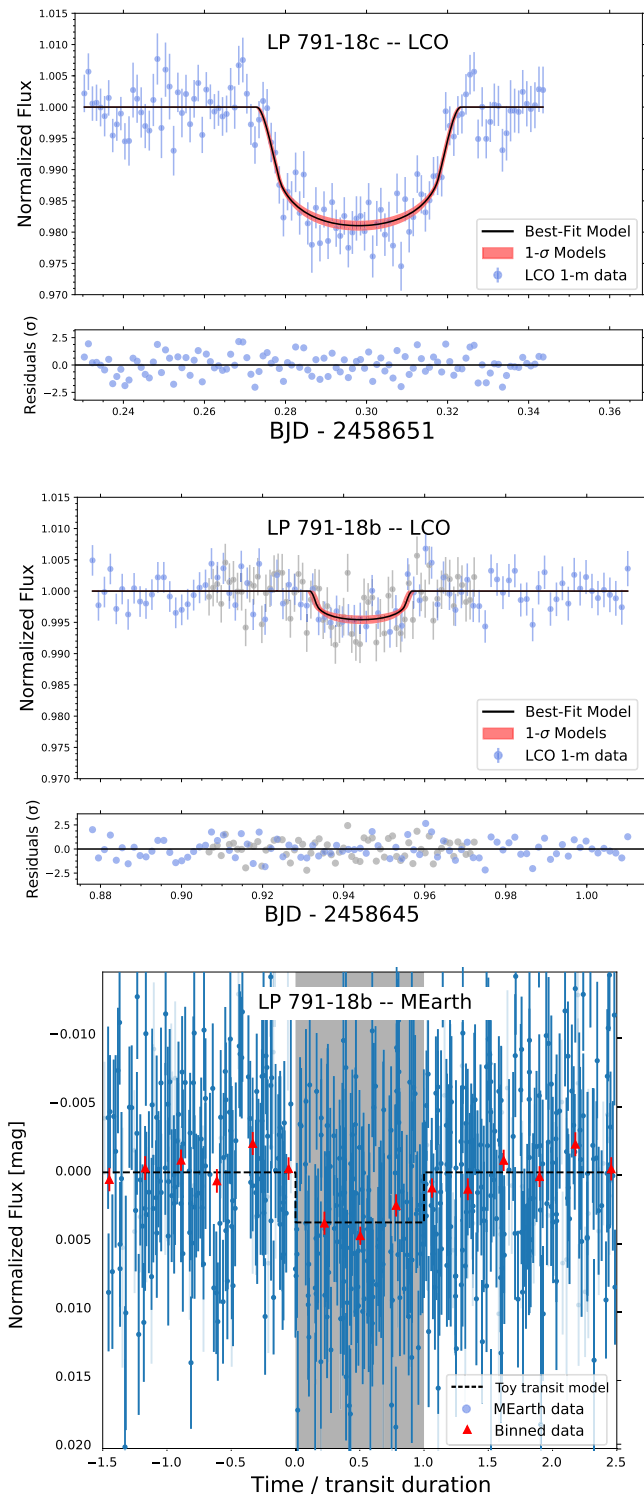 LP 791-18c -- LCO
Normalized Flux
1.015
1.010
1.005
1.000
0.995
0.990
0.985
0.980
0.975
0.970
Best-Fit Model
1-σ Models
LCO 1-m data
Residuals (σ)
2.5
0.0
−2.5
0.24 0.26 0.28 0.30 0.32 0.34 0.36
BJD - 2458651
LP 791-18b -- LCO
Normalized Flux
1.015
1.010
1.005
1.000
0.995
0.990
0.985
0.980
0.975
0.970
Best-Fit Model
1-σ Models
LCO 1-m data
Residuals (σ)
2.5
0.0
−2.5
0.88 0.90 0.92 0.94 0.96 0.98 1.00
BJD - 2458645
LP 791-18b -- MEarth
Normalized Flux [mag]
−0.010
−0.005
0.000
0.005
0.010
0.015
0.020
Toy transit model
MEarth data
Binned data
−1.5 −1.0 −0.5 0.0 0.5 1.0 1.5 2.0 2.5
Time / transit duration